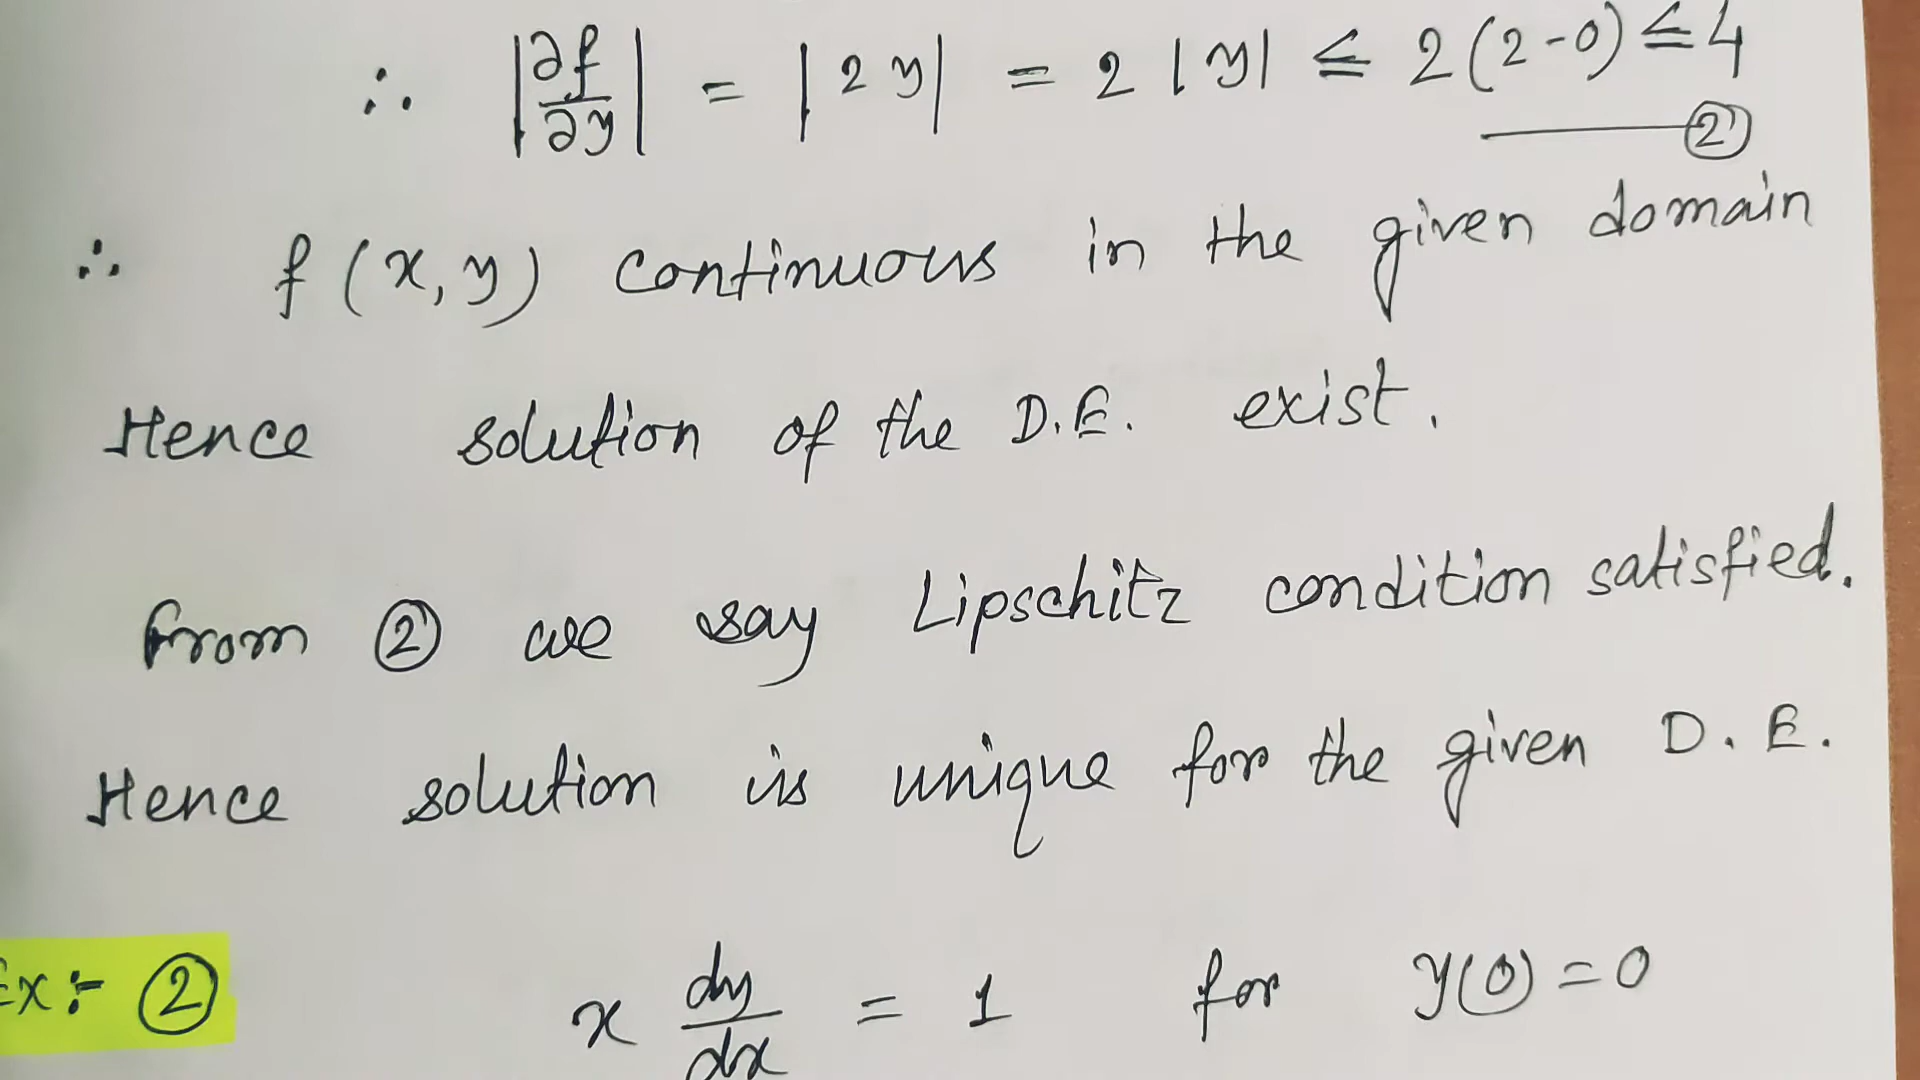 ∴ |∂f/∂y| = |2y| = 2|y| ≤ 2(2-0) ≤ 4
②
∴ f(x,y) continuous in the given domain
Hence solution of the D.E. exist.
from ② we say Lipschitz condition satisfied.
Hence solution is unique for the given D.E.
Ex:- ② x dy/dx = 1 for y(0)=0